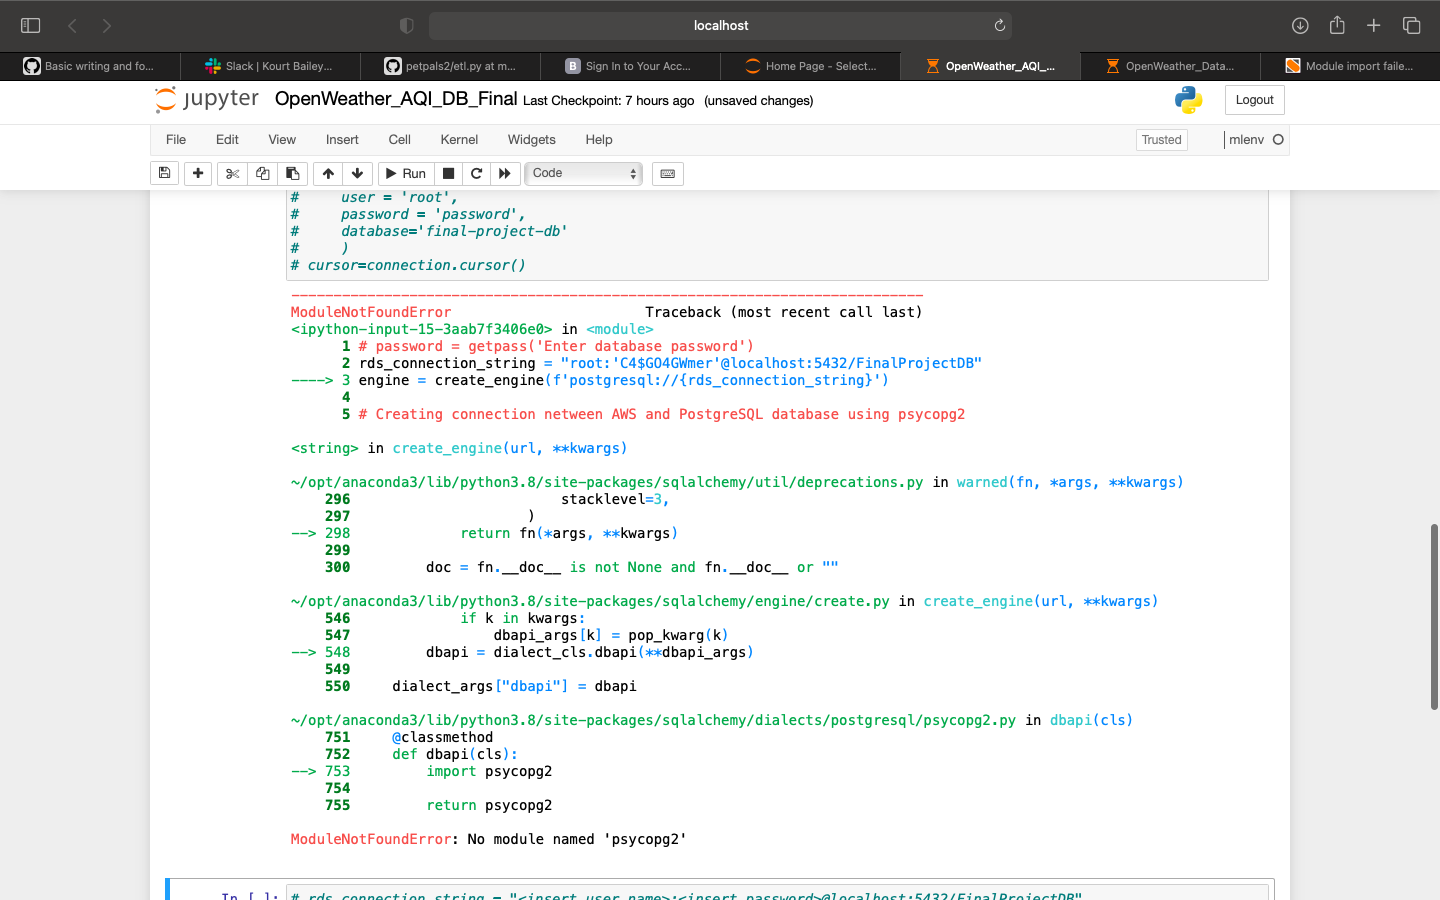 localhost
Basic writing and fo...
Slack | Kourt Bailey...
petpals2/etl.py at m...
B Sign In to Your Acc...
Home Page - Select...
OpenWeather_AQI_...
OpenWeather_Data...
Module import faile...
jupyter OpenWeather_AQI_DB_Final Last Checkpoint: 7 hours ago (unsaved changes)
Logout
File Edit View Insert Cell Kernel Widgets Help
Trusted
mlenv
Run
Code
#     user = 'root',
#     password = 'password',
#     database='final-project-db'
#     )
# cursor=connection.cursor()
---------------------------------------------------------------------------
ModuleNotFoundError                       Traceback (most recent call last)
<ipython-input-15-3aab7f3406e0> in <module>
      1 # password = getpass('Enter database password')
      2 rds_connection_string = "root:'C4$GO4GWmer'@localhost:5432/FinalProjectDB"
----> 3 engine = create_engine(f'postgresql://{rds_connection_string}')
      4
      5 # Creating connection netween AWS and PostgreSQL database using psycopg2
<string> in create_engine(url, **kwargs)
~/opt/anaconda3/lib/python3.8/site-packages/sqlalchemy/util/deprecations.py in warned(fn, *args, **kwargs)
    296                         stacklevel=3,
    297                     )
--> 298             return fn(*args, **kwargs)
    299
    300         doc = fn.__doc__ is not None and fn.__doc__ or ""
~/opt/anaconda3/lib/python3.8/site-packages/sqlalchemy/engine/create.py in create_engine(url, **kwargs)
    546             if k in kwargs:
    547                 dbapi_args[k] = pop_kwarg(k)
--> 548         dbapi = dialect_cls.dbapi(**dbapi_args)
    549
    550     dialect_args["dbapi"] = dbapi
~/opt/anaconda3/lib/python3.8/site-packages/sqlalchemy/dialects/postgresql/psycopg2.py in dbapi(cls)
    751     @classmethod
    752     def dbapi(cls):
--> 753         import psycopg2
    754
    755         return psycopg2
ModuleNotFoundError: No module named 'psycopg2'
In [ ]: # rds_connection_string = "<insert user name>:<insert password>@localhost:5432/FinalProjectDB"